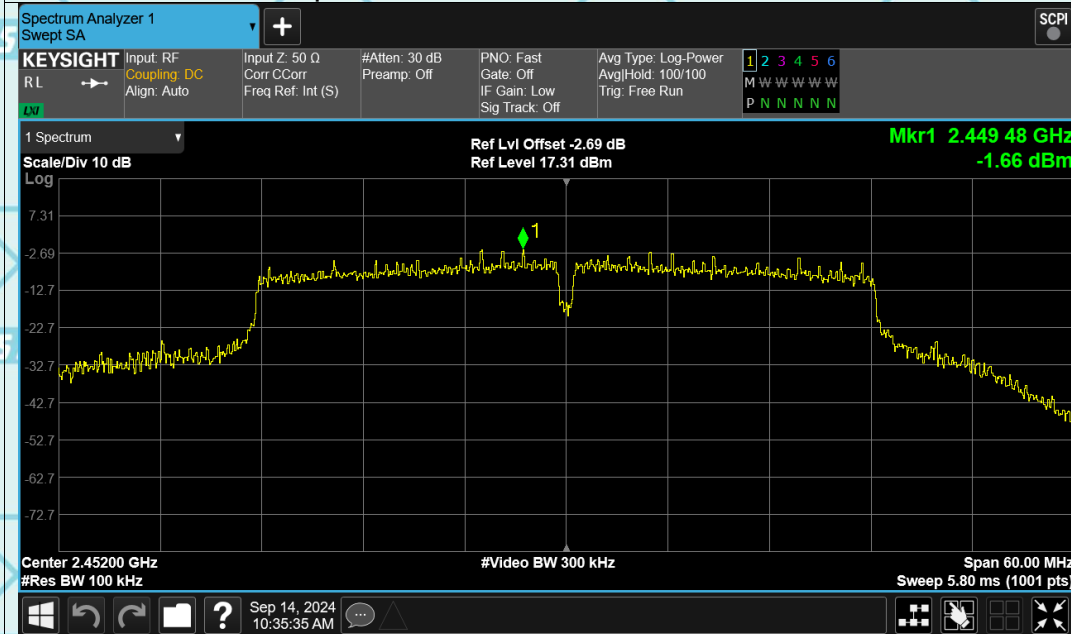 Spectrum Analyzer 1
Swept SA
+
SCPI
KEYSIGHT
R L
LXI
Input: RF
Coupling: DC
Align: Auto
Input Z: 50 Ω
Corr CCorr
Freq Ref: Int (S)
#Atten: 30 dB
Preamp: Off
PNO: Fast
Gate: Off
IF Gain: Low
Sig Track: Off
Avg Type: Log-Power
Avg|Hold: 100/100
Trig: Free Run
1 2 3 4 5 6
M W W W W W
P N N N N N
1 Spectrum
Scale/Div 10 dB
Log
Ref Lvl Offset -2.69 dB
Ref Level 17.31 dBm
Mkr1 2.449 48 GHz
-1.66 dBm
7.31
-2.69
-12.7
-22.7
-32.7
-42.7
-52.7
-62.7
-72.7
1
Center 2.45200 GHz
#Res BW 100 kHz
#Video BW 300 kHz
Span 60.00 MHz
Sweep 5.80 ms (1001 pts)
?
Sep 14, 2024
10:35:35 AM